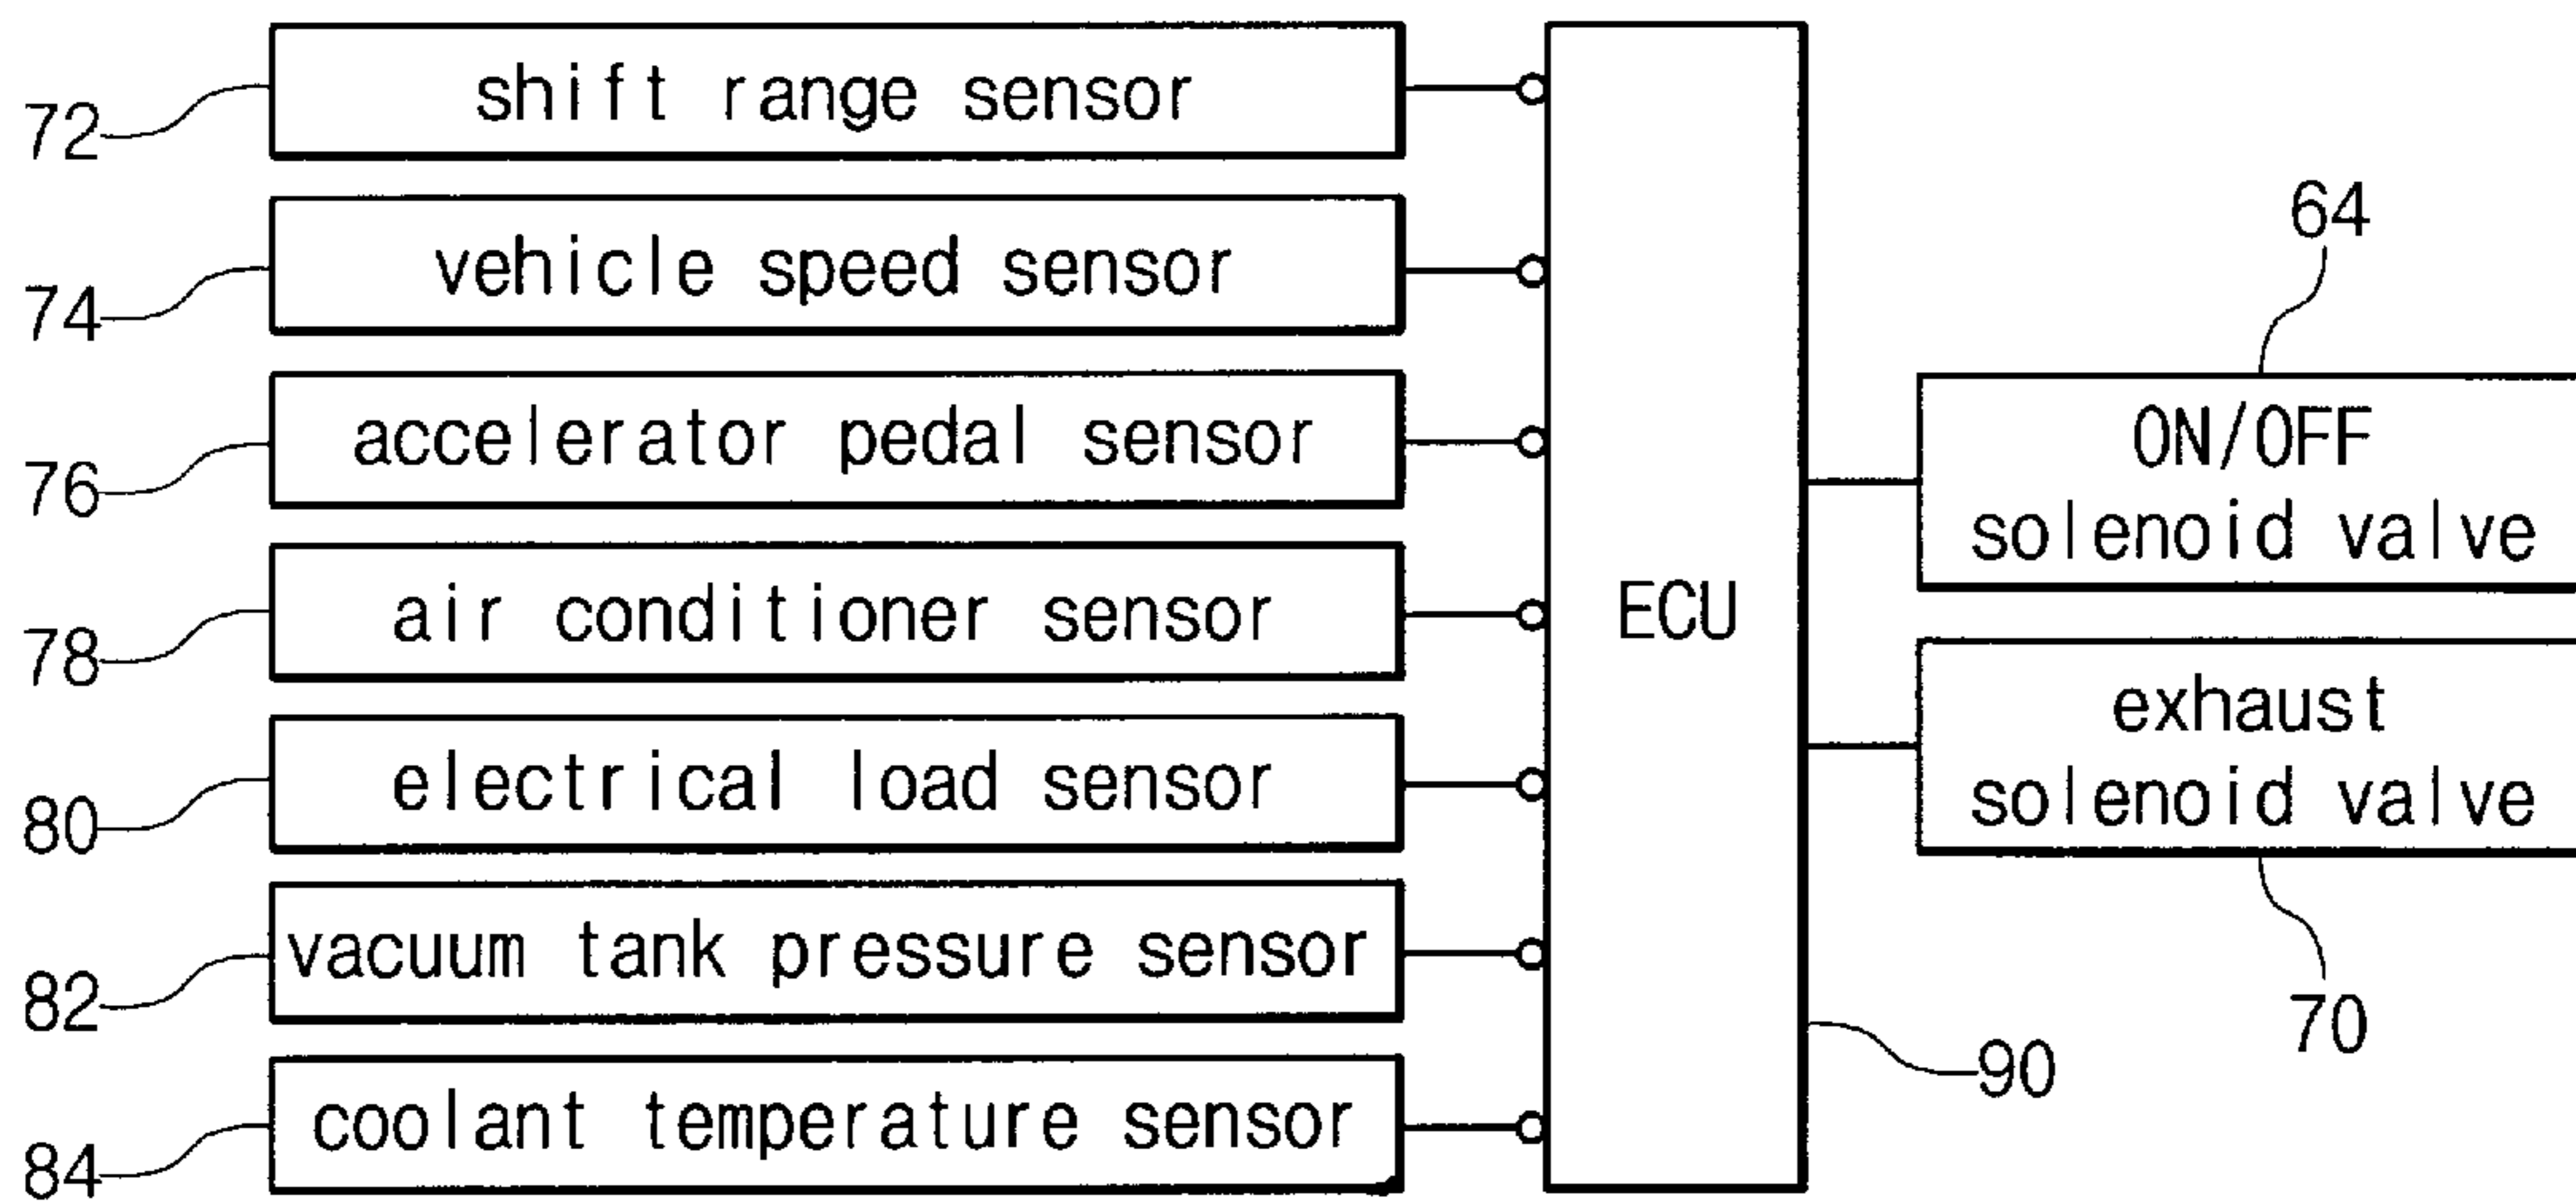 72
shift range sensor
74
vehicle speed sensor
76
accelerator pedal sensor
78
air conditioner sensor
80
electrical load sensor
82
vacuum tank pressure sensor
84
coolant temperature sensor
ECU
90
64
ON/OFF
solenoid valve
exhaust
solenoid valve
70